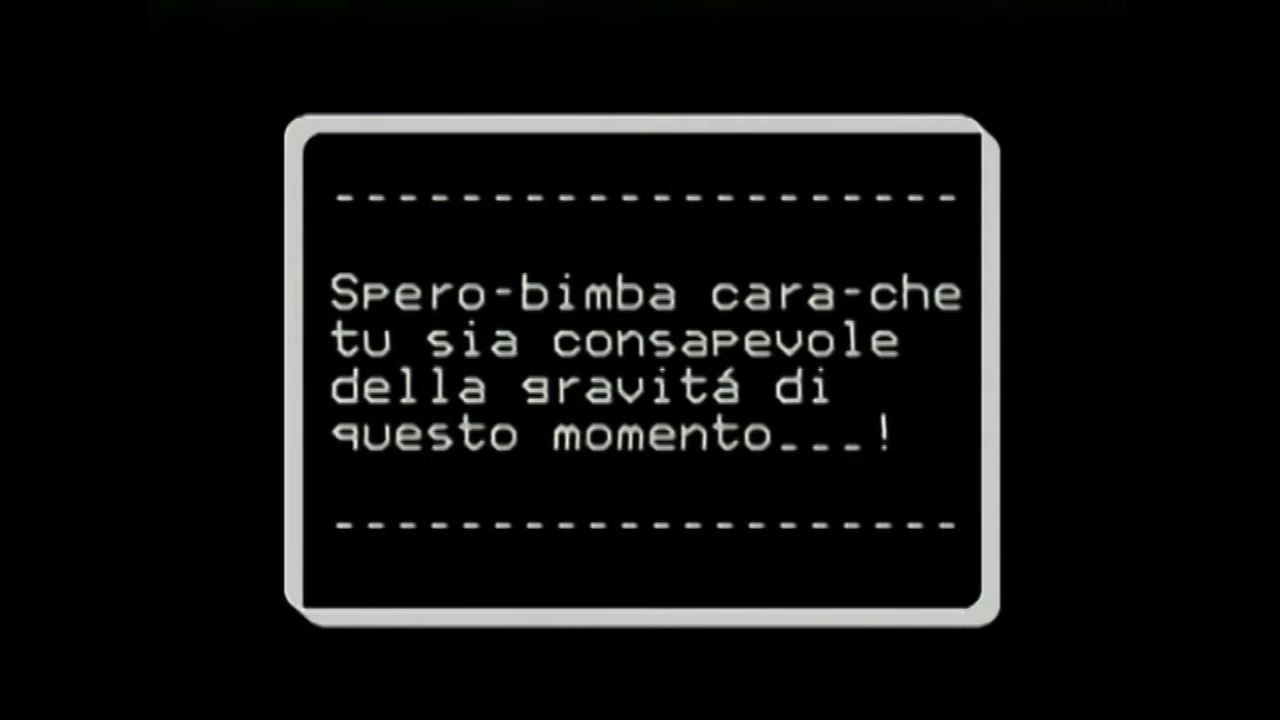 --------------------
Spero-bimba cara-che
tu sia consapevole
della gravitá di
questo momento...!
--------------------